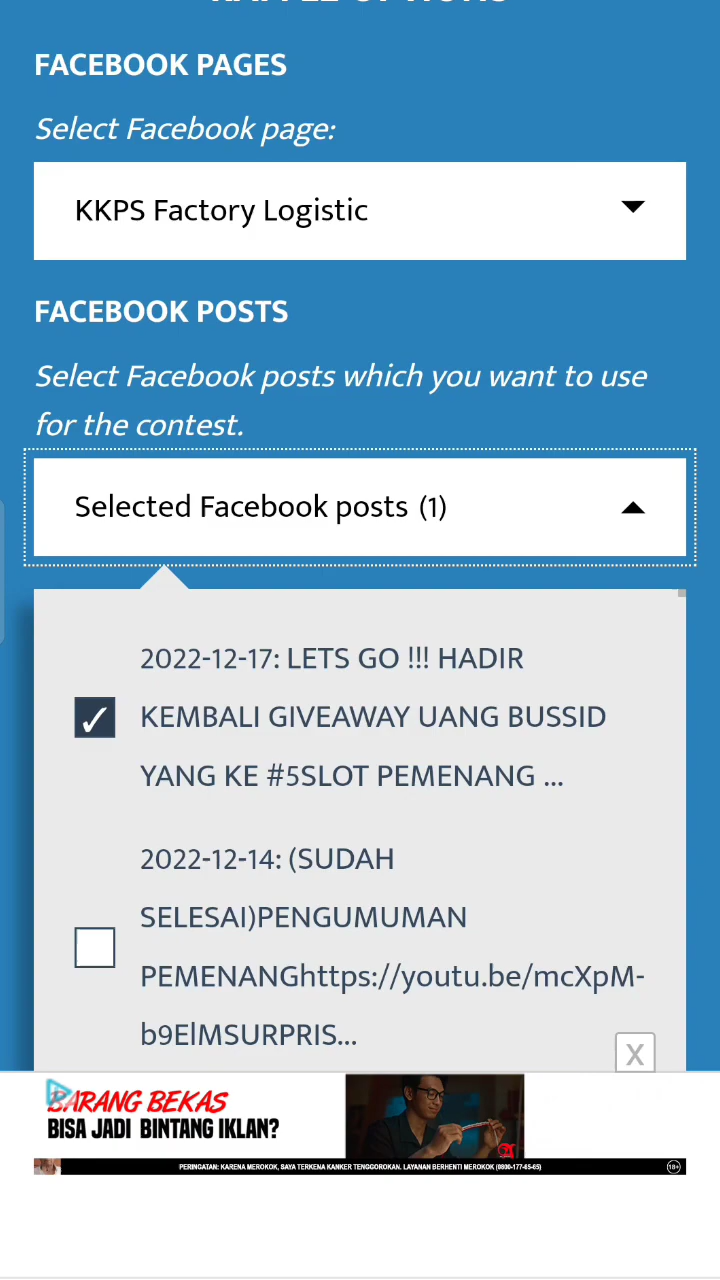 FACEBOOK PAGES
Select Facebook page:
KKPS Factory Logistic
FACEBOOK POSTS
Select Facebook posts which you want to use
for the contest.
Selected Facebook posts (1)
2022-12-17: LETS GO !!! HADIR
KEMBALI GIVEAWAY UANG BUSSID
YANG KE #5SLOT PEMENANG ...
2022-12-14: (SUDAH
SELESAI)PENGUMUMAN
PEMENANGhttps://youtu.be/mcXpM-
b9ElMSURPRIS...
X
BARANG BEKAS
BISA JADI BINTANG IKLAN?
PERINGATAN: KARENA MEROKOK, SAYA TERKENA KANKER TENGGOROKAN. LAYANAN BERHENTI MEROKOK (0800-177-65-65)
18+